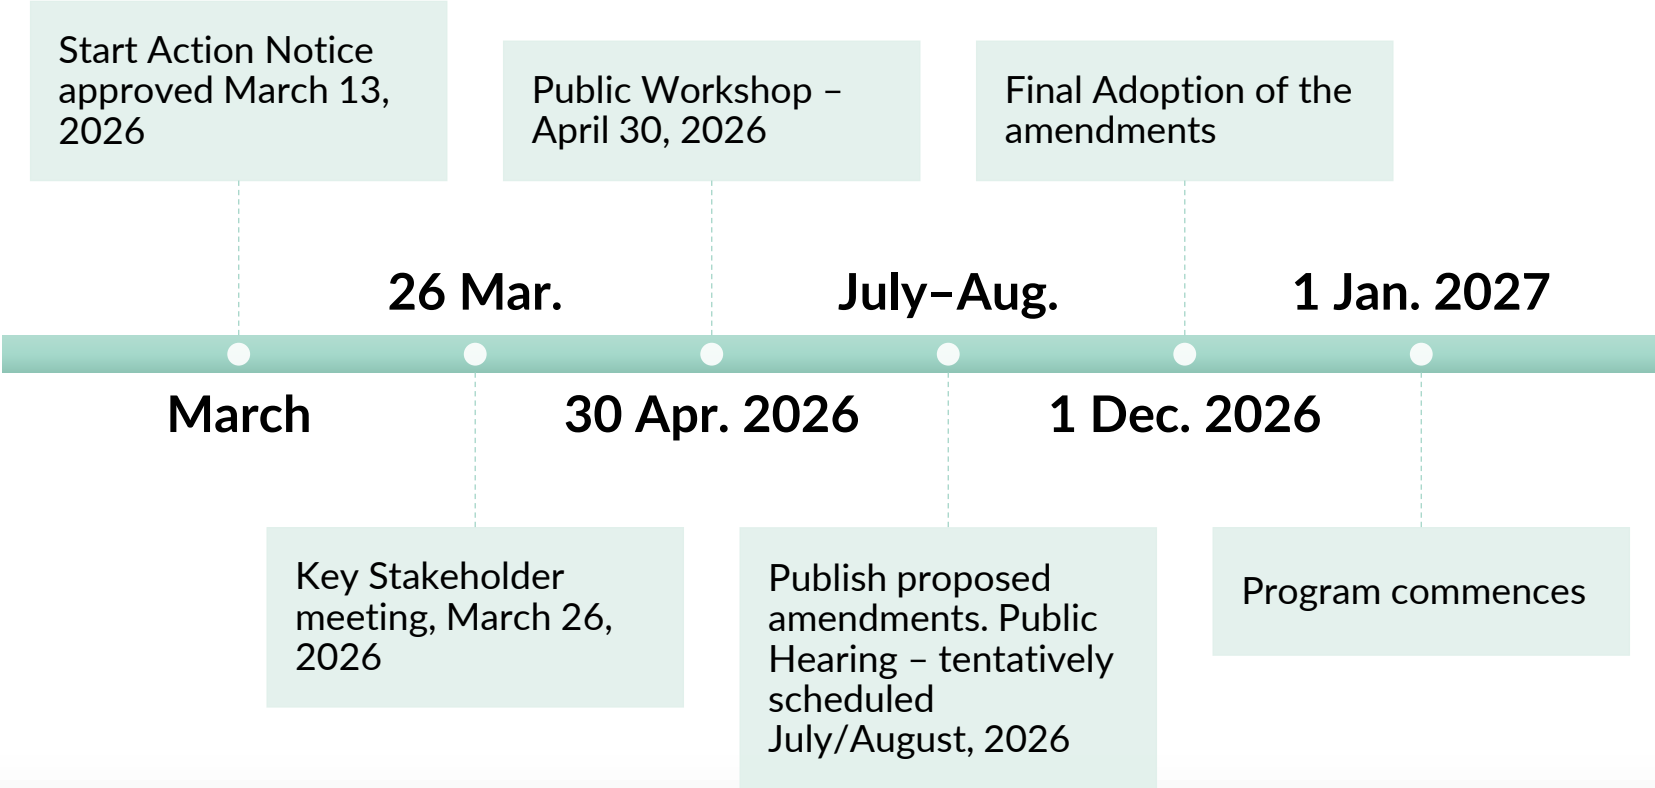 Start Action Notice
approved March 13,
2026
Public Workshop –
April 30, 2026
Final Adoption of the
amendments
26 Mar.
July–Aug.
1 Jan. 2027
March
30 Apr. 2026
1 Dec. 2026
Key Stakeholder
meeting, March 26,
2026
Publish proposed
amendments. Public
Hearing – tentatively
scheduled
July/August, 2026
Program commences